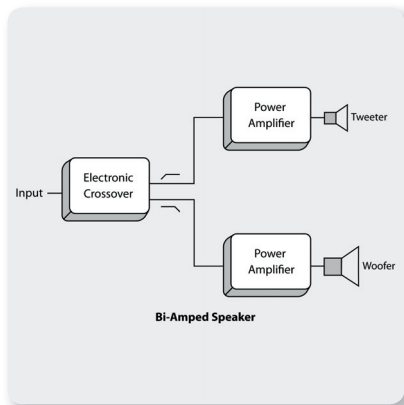 Power
Amplifier
Tweeter
Electronic
Crossover
Input
Power
Amplifier
Woofer
Bi-Amped Speaker